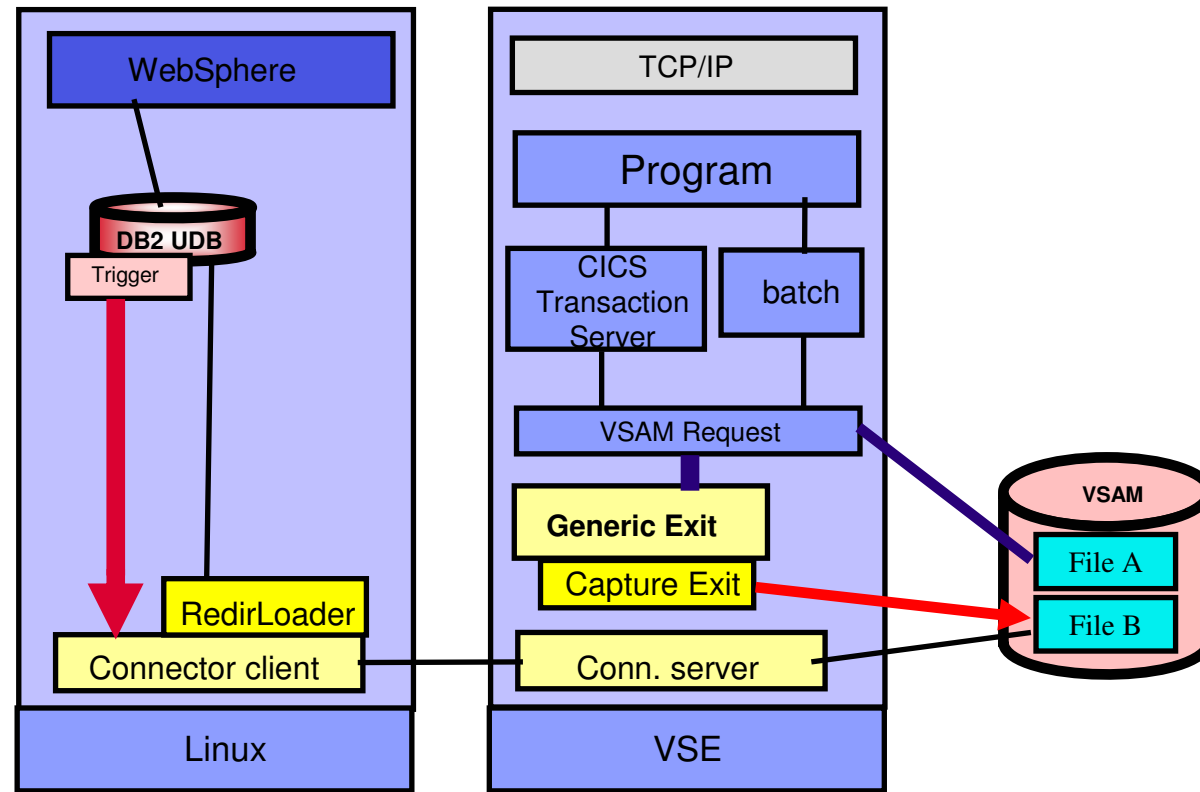 WebSphere
DB2 UDB
Trigger
RedirLoader
Connector client
Linux
TCP/IP
Program
CICS
Transaction
Server
batch
VSAM Request
Generic Exit
Capture Exit
Conn. server
VSE
VSAM
File A
File B